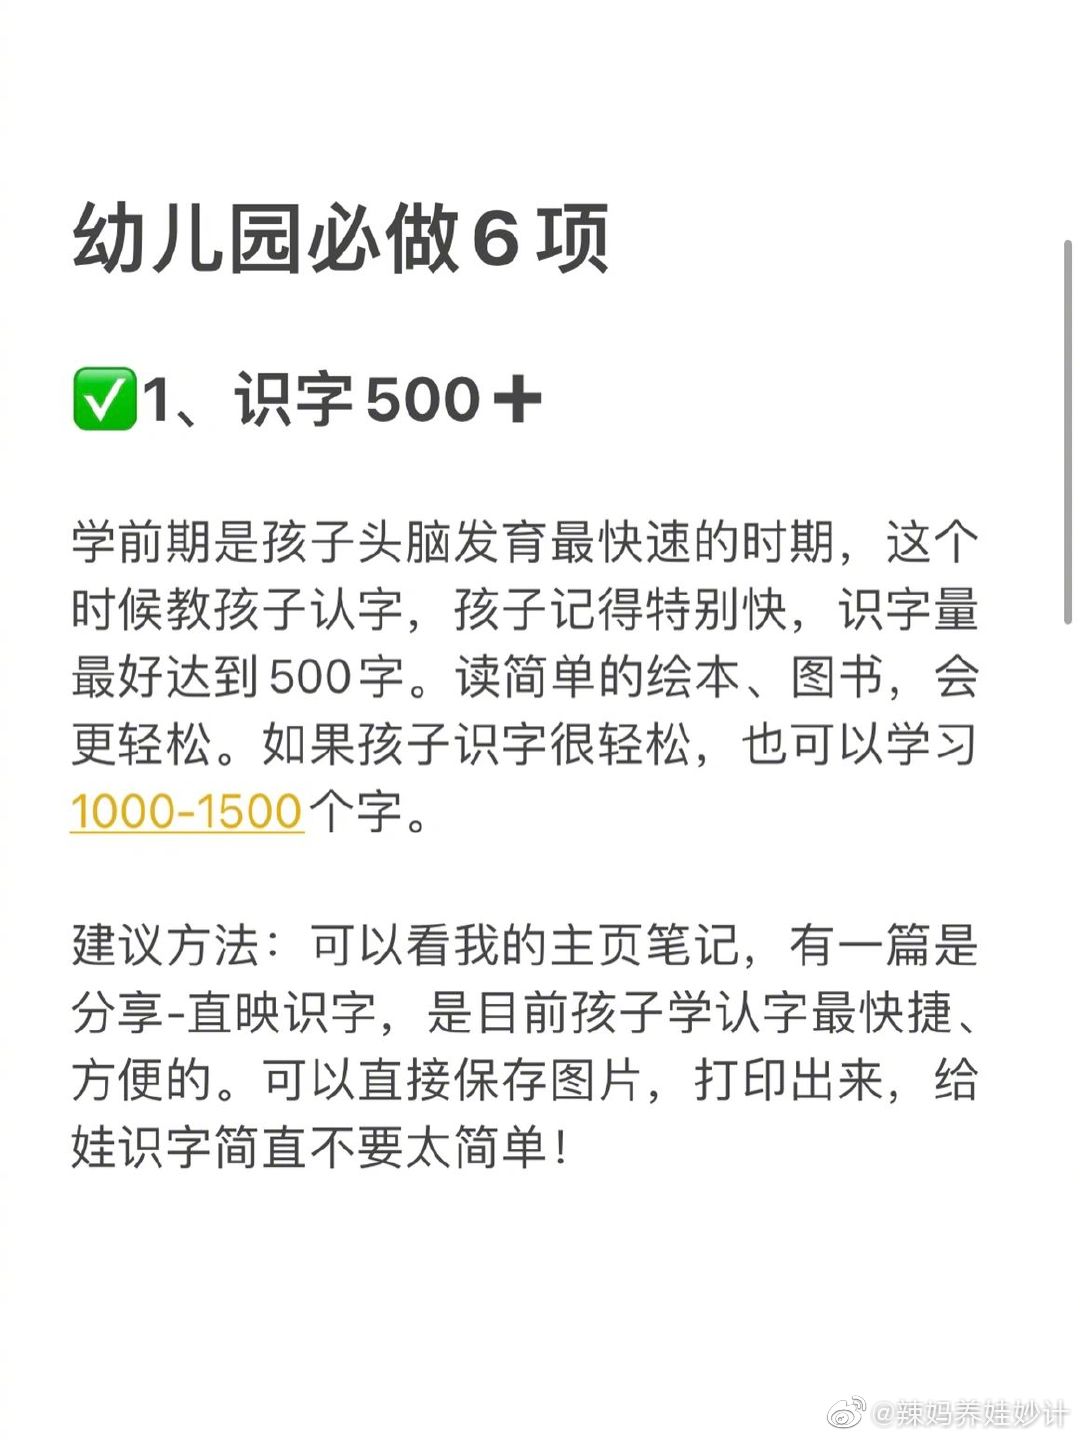 幼儿园必做6项
✅1、识字500➕
学前期是孩子头脑发育最快速的时期，这个
时候教孩子认字，孩子记得特别快，识字量
最好达到500字。读简单的绘本、图书，会
更轻松。如果孩子识字很轻松，也可以学习
1000-1500个字。
建议方法：可以看我的主页笔记，有一篇是
分享-直映识字，是目前孩子学认字最快捷、
方便的。可以直接保存图片，打印出来，给
娃识字简直不要太简单！
@辣妈养娃妙计